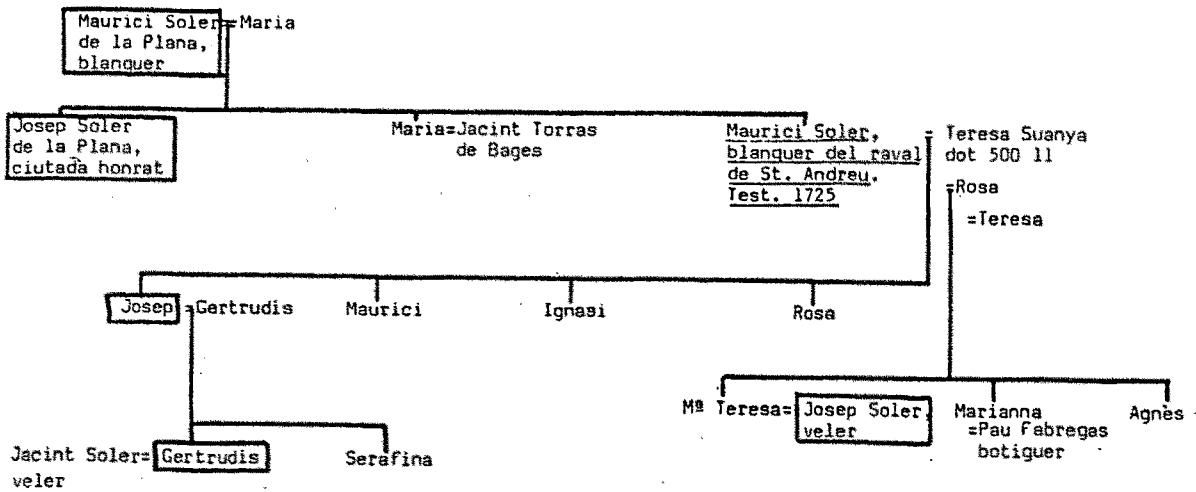 Maurici Soler=Maria
de la Plana,
blanquer
Josep Soler
de la Plana,
ciutada honrat
Maria=Jacint Torras
de Bages
Maurici Soler,
blanquer del raval
de St. Andreu.
Test. 1725
= Teresa Suanya
dot 500 ll
=Rosa
=Teresa
Josep =Gertrudis
Maurici
Ignasi
Rosa
Mª Teresa= Josep Soler,
veler
Marianna
=Pau Fabregas
botiguer
Agnès
Jacint Soler= Gertrudis
veler
Serafina